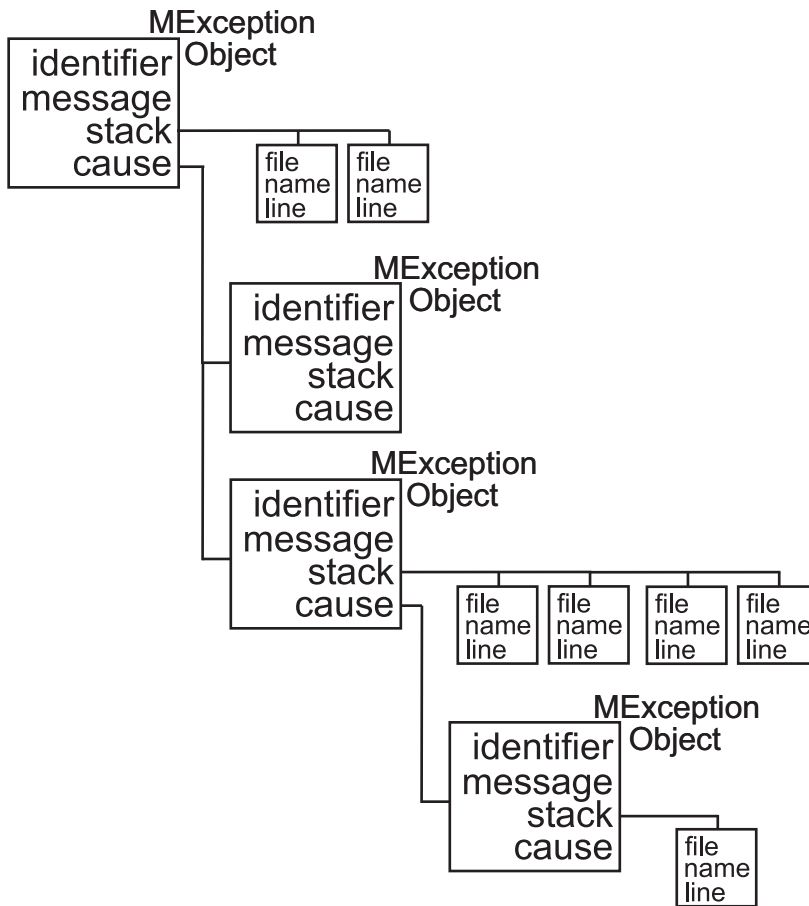 MException
Object
identifier
message
stack
cause
file
name
line
file
name
line
MException
Object
identifier
message
stack
cause
MException
Object
identifier
message
stack
cause
file
name
line
file
name
line
file
name
line
file
name
line
MException
Object
identifier
message
stack
cause
file
name
line